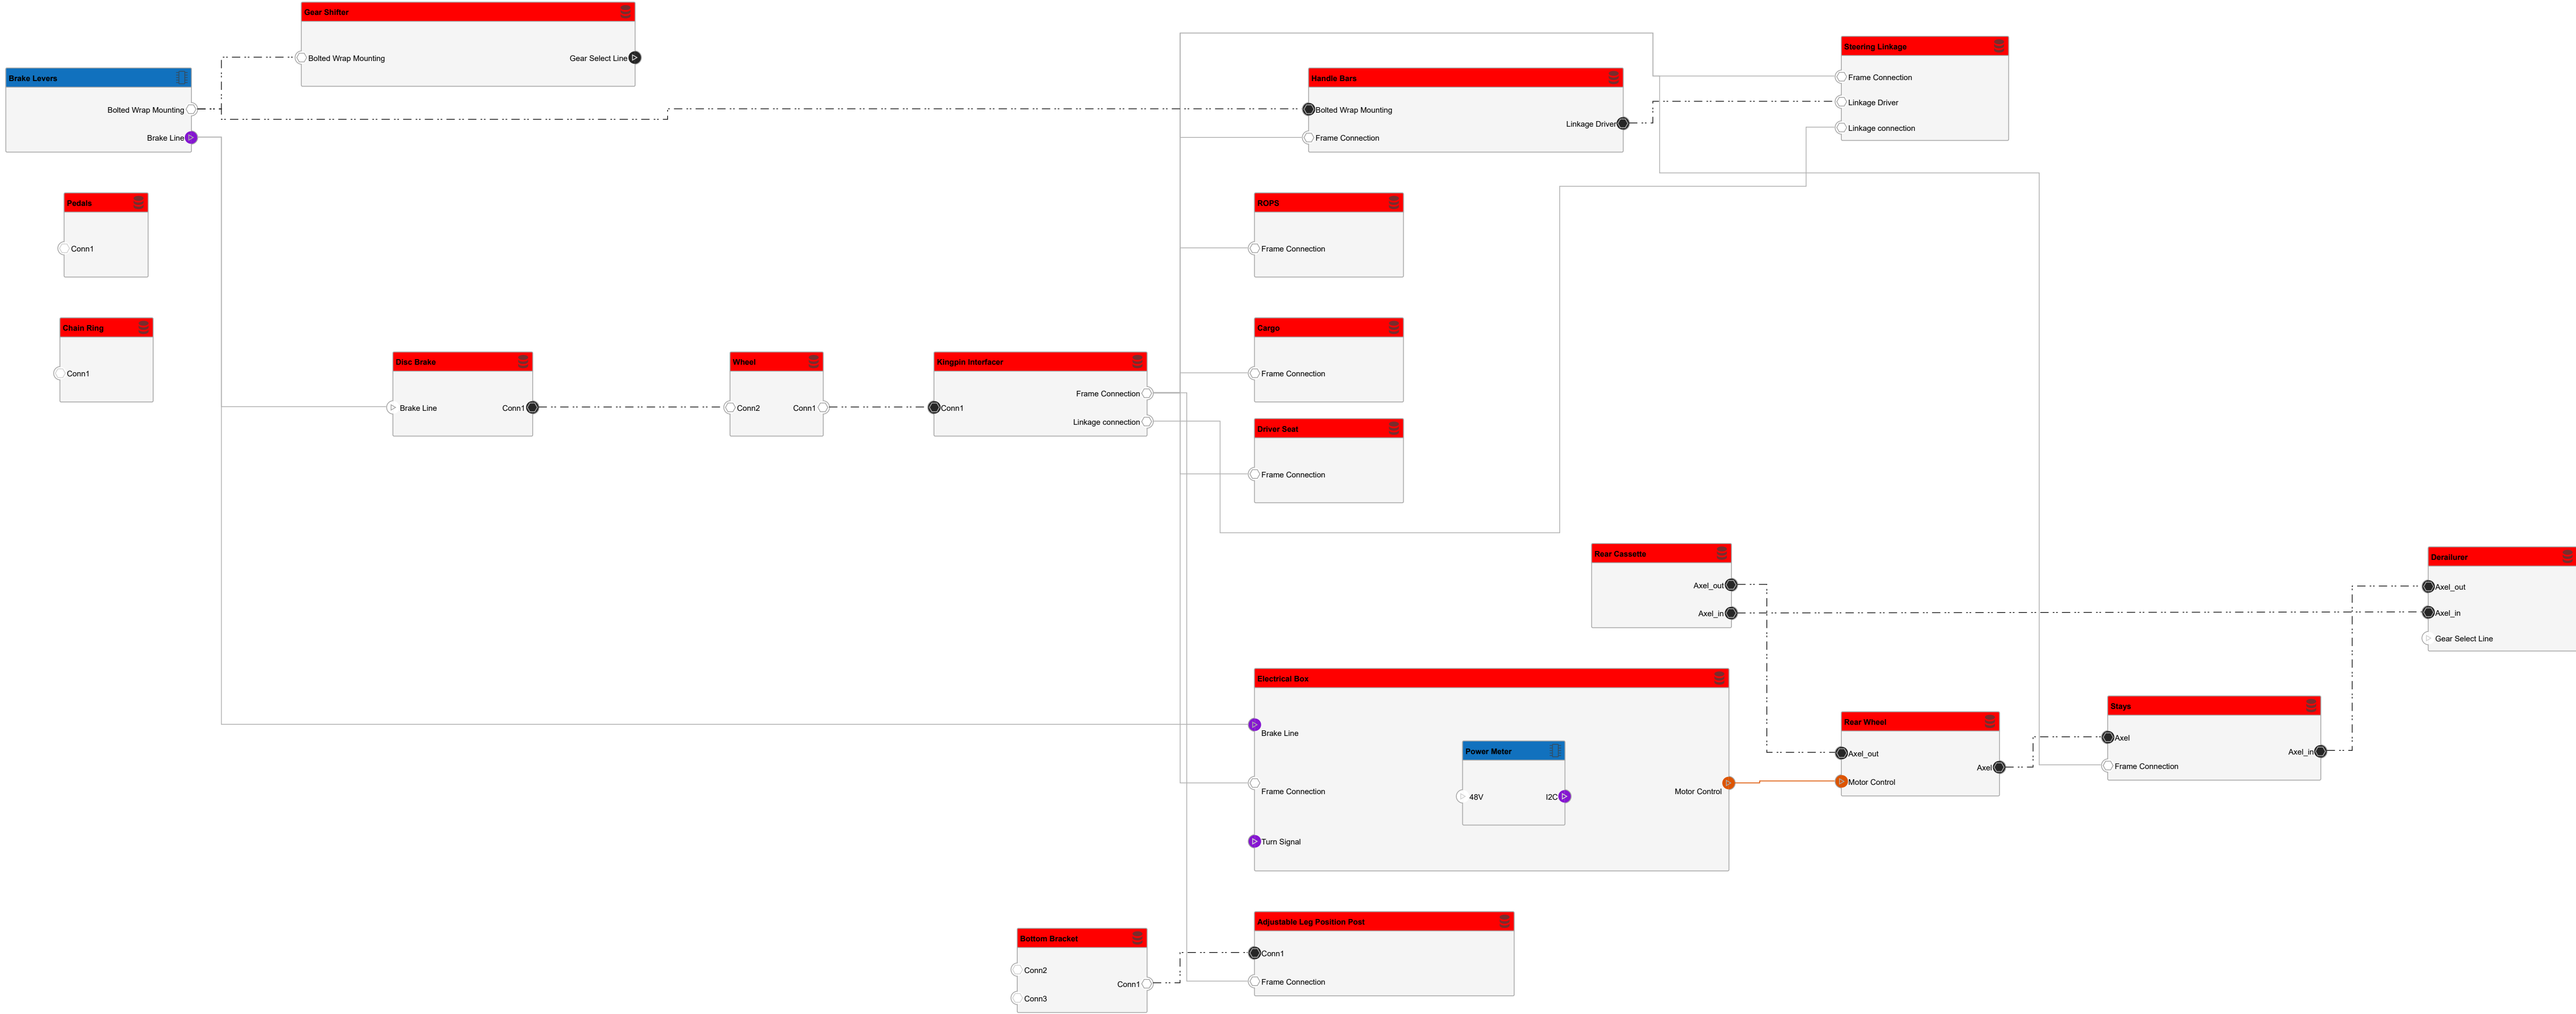 Gear Shifter
Bolted Wrap Mounting
Gear Select Line
Brake Levers
Bolted Wrap Mounting
Brake Line
Handle Bars
Bolted Wrap Mounting
Linkage Driver
Frame Connection
Steering Linkage
Frame Connection
Linkage Driver
Linkage connection
Pedals
Conn1
ROPS
Frame Connection
Chain Ring
Conn1
Cargo
Frame Connection
Disc Brake
Brake Line
Conn1
Wheel
Conn2
Conn1
Kingpin Interfacer
Frame Connection
Conn1
Linkage connection
Driver Seat
Frame Connection
Rear Cassette
Axel_out
Axel_in
Derailurer
Axel_out
Axel_in
Gear Select Line
Electrical Box
Brake Line
Frame Connection
Motor Control
Turn Signal
Power Meter
48V
I2C
Rear Wheel
Axel_out
Axel
Motor Control
Stays
Axel
Axel_in
Frame Connection
Adjustable Leg Position Post
Conn1
Frame Connection
Bottom Bracket
Conn2
Conn1
Conn3